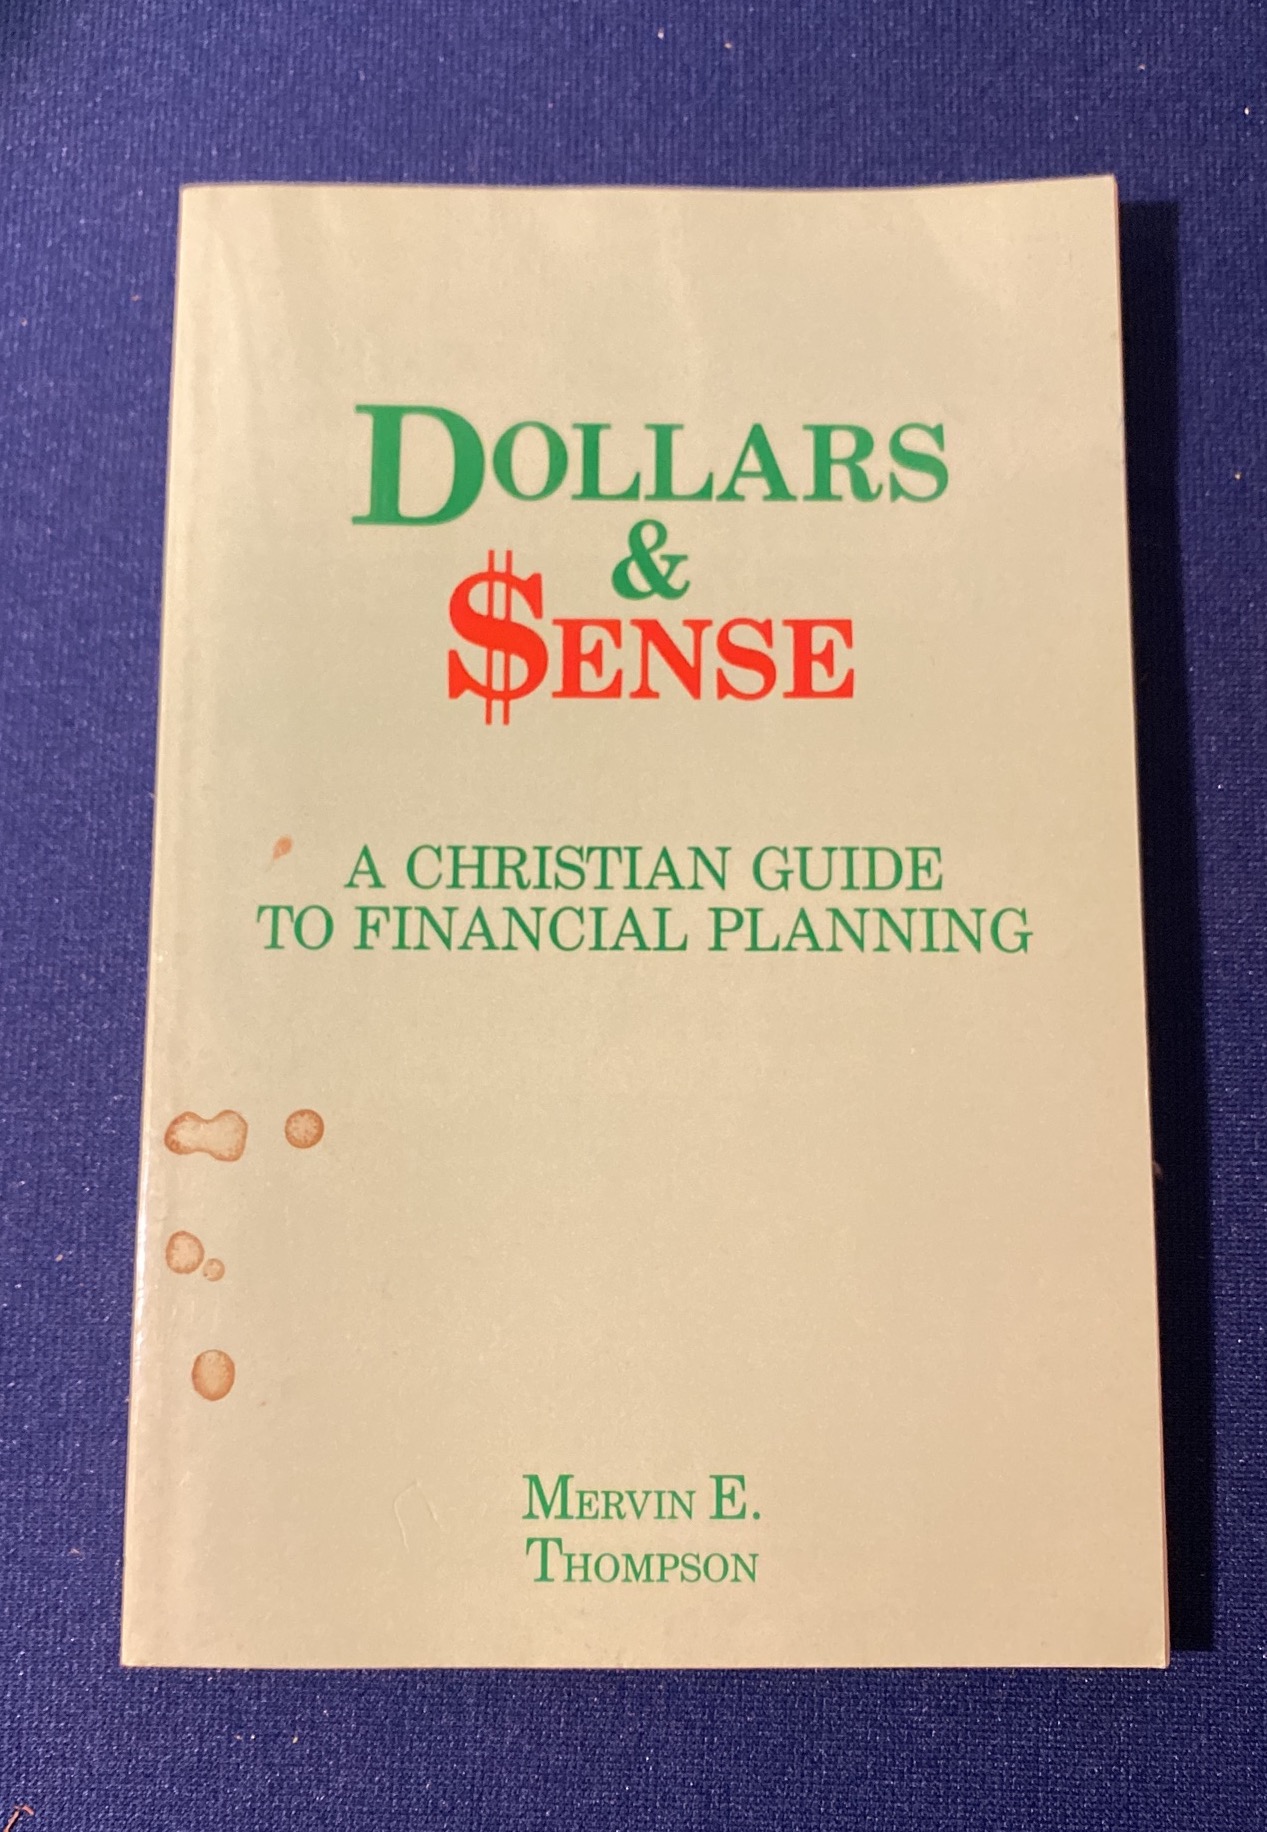 DOLLARS
&
$ENSE
A CHRISTIAN GUIDE
TO FINANCIAL PLANNING
MERVIN E.
THOMPSON